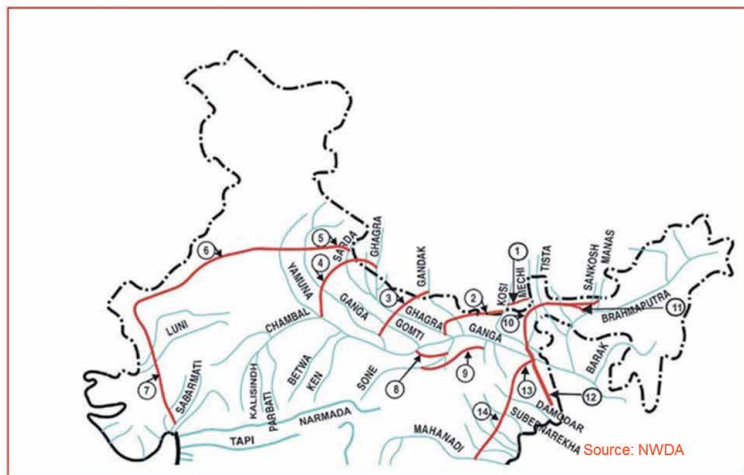 1
6
5
SARDA
GHAGRA
TISTA
SANKOSH
MANAS
4
GANDAK
MECHI
KOSI
2
YAMUNA
3
GANGA
GHAGRA
10
11
BRAHMAPUTRA
LUNI
CHAMBAL
GOMTI
GANGA
BARAK
7
SABARMATI
KALISINDH
PARBATI
BETWA
KEN
SONE
8
9
13
12
NARMADA
14
DAMODAR
SUBERNAREKHA
TAPI
MAHANADI
Source: NWDA